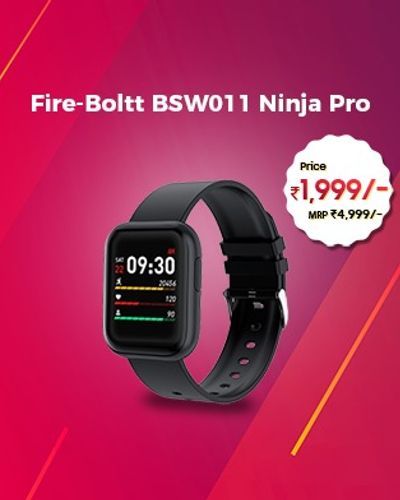 Fire-Boltt BSW011 Ninja Pro
Price
₹1,999/-
MRP ₹4,999/-
SAT
22
09:30
20456
120
90